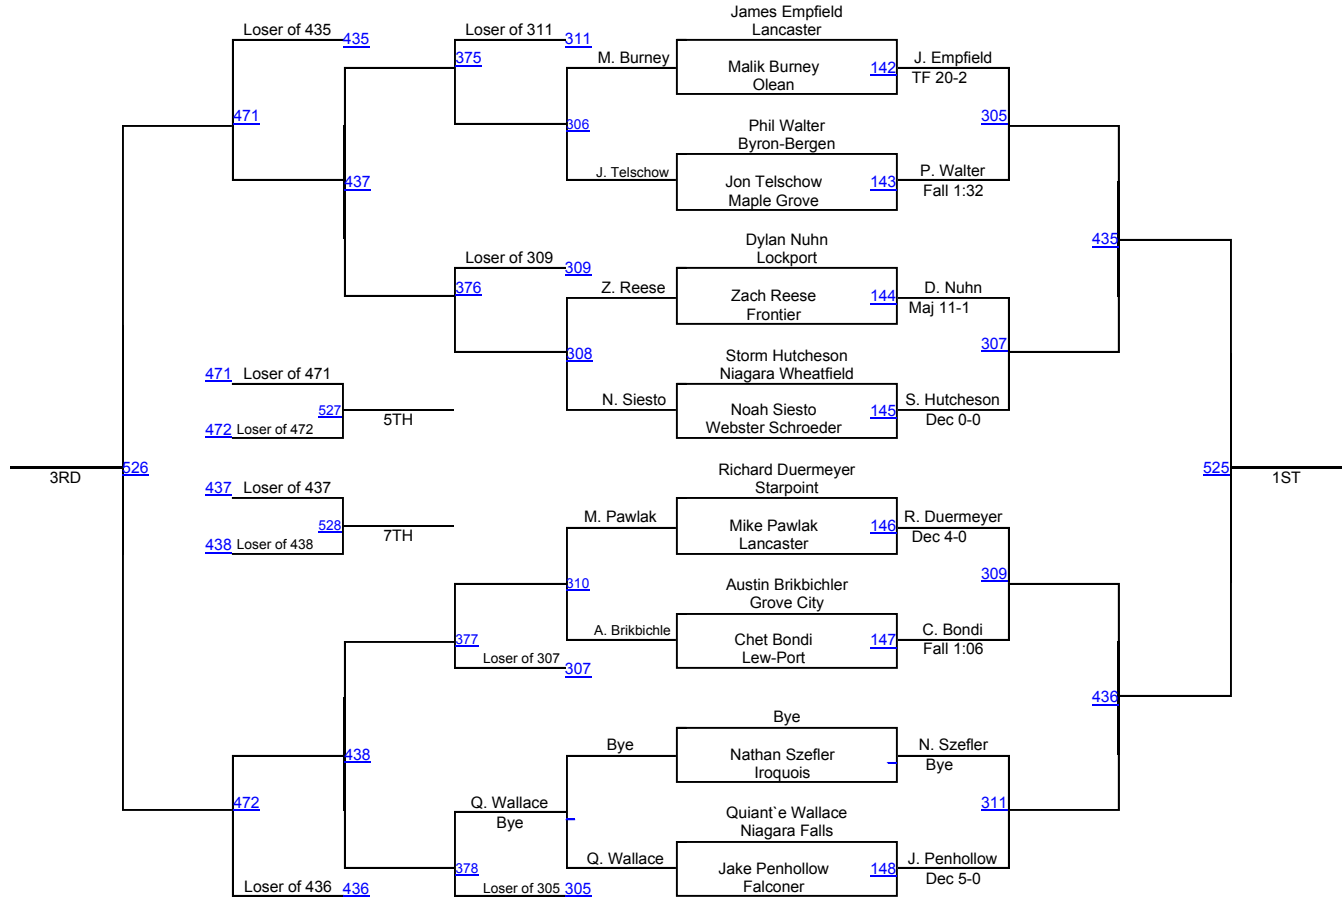 James Empfield
Lancaster
Loser of 435 435
Loser of 311 311
M. Burney
Malik Burney
Olean
142
J. Empfield
TF 20-2
375
471
306
305
Phil Walter
Byron-Bergen
J. Telschow
Jon Telschow
Maple Grove
143
P. Walter
Fall 1:32
437
Dylan Nuhn
Lockport
435
Loser of 309 309
376
Z. Reese
Zach Reese
Frontier
144
D. Nuhn
Maj 11-1
308
307
Storm Hutcheson
Niagara Wheatfield
471 Loser of 471
527
5TH
472 Loser of 472
N. Siesto
Noah Siesto
Webster Schroeder
145
S. Hutcheson
Dec 0-0
3RD
526
525
1ST
Richard Duermeyer
Starpoint
437 Loser of 437
528
7TH
438 Loser of 438
M. Pawlak
Mike Pawlak
Lancaster
146
R. Duermeyer
Dec 4-0
310
309
Austin Brikbichler
Grove City
A. Brikbichle
Chet Bondi
Lew-Port
147
C. Bondi
Fall 1:06
377
Loser of 307 307
436
Bye
438
Bye
Nathan Szefler
Iroquois
N. Szefler
Bye
472
Q. Wallace
Bye
311
Quiant`e Wallace
Niagara Falls
Q. Wallace
Jake Penhollow
Falconer
148
J. Penhollow
Dec 5-0
378
Loser of 436 436
Loser of 305 305